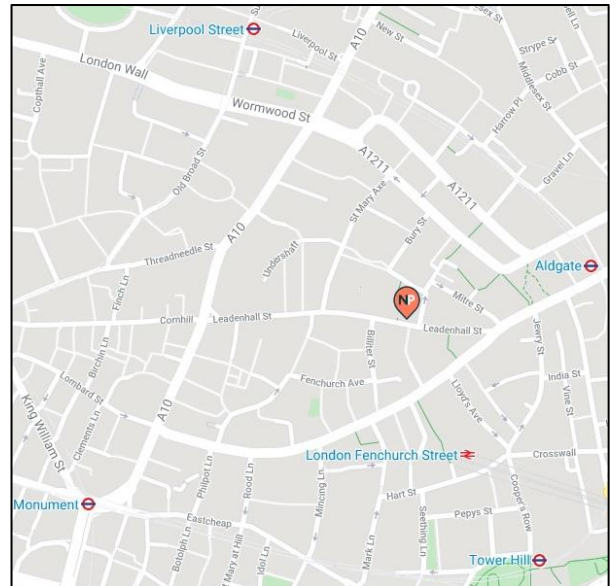 Liverpool Street
Liverpool St
A10
New St
Strype St
Cobb St
Middlesex St
London Wall
Copthall Ave
Wormwood St
Harrow Pl
Gravel Ln
A1211
A1211
Old Broad St
St Mary Axe
Bury St
A10
Threadneedle St
Undershaft
Aldgate
Mitre St
Finch Ln
NP
Cornhill
Leadenhall St
Leadenhall St
Jewry St
Birchin Ln
Billiter St
India St
Lombard St
Fenchurch Ave
Lloyd's Ave
Vine St
King William St
Clements Ln
A10
London Fenchurch Street
Crosswall
Philpot Ln
Rood Ln
Mincing Ln
Hart St
Cooper's Row
Monument
Eastcheap
Seething Ln
Pepys St
Botolph Ln
Mary at Hill
Idol Ln
Mark Ln
Tower Hill